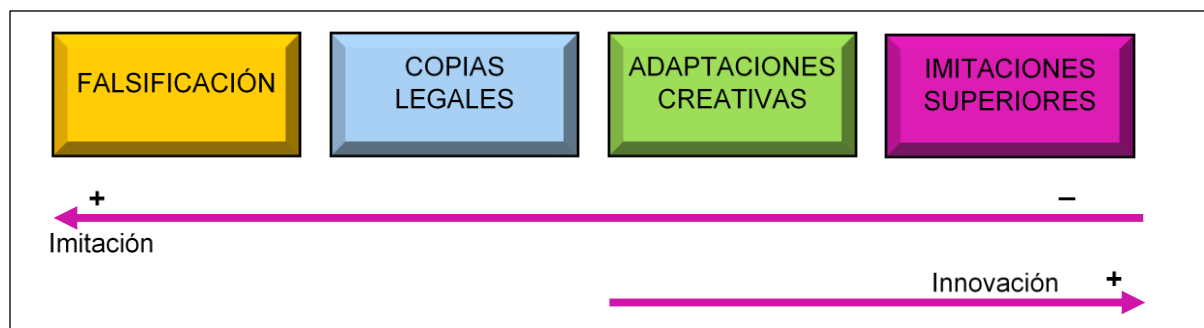 FALSIFICACIÓN
COPIAS
LEGALES
ADAPTACIONES
CREATIVAS
IMITACIONES
SUPERIORES
+ –
Imitación
Innovación +